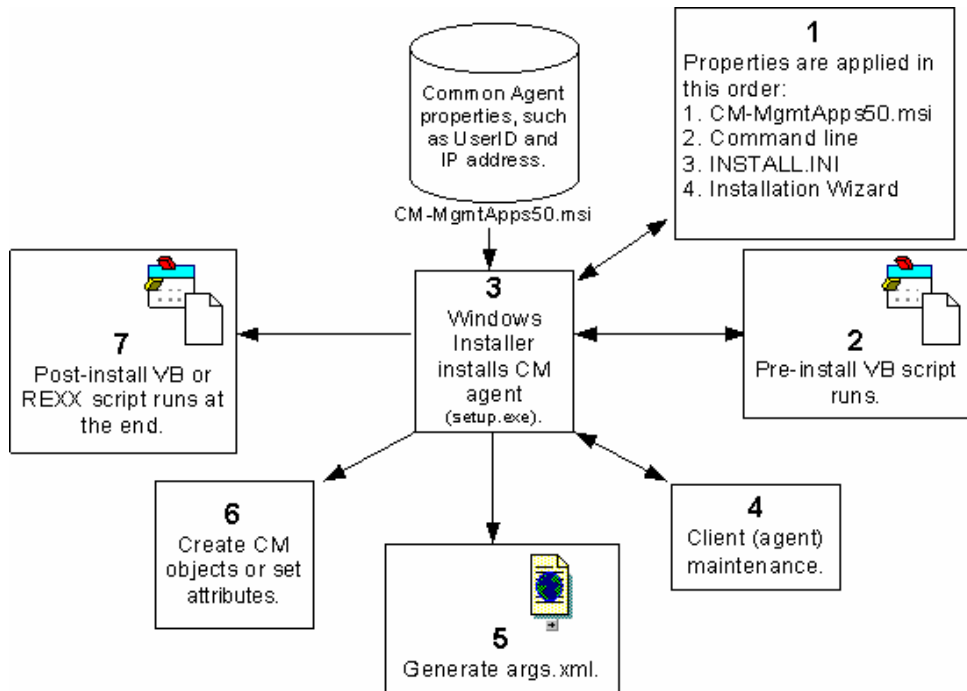 Common Agent
properties, such
as UserID and
IP address.
CM-MgmtApps50.msi
1
Properties are applied in
this order:
1. CM-MgmtApps50.msi
2. Command line
3. INSTALL.INI
4. Installation Wizard
2
Pre-install VB script
runs.
3
Windows
Installer
installs CM
agent
(setup.exe).
4
Client (agent)
maintenance.
5
Generate args.xml.
6
Create CM
objects or set
attributes.
7
Post-install VB or
REXX script runs at
the end.